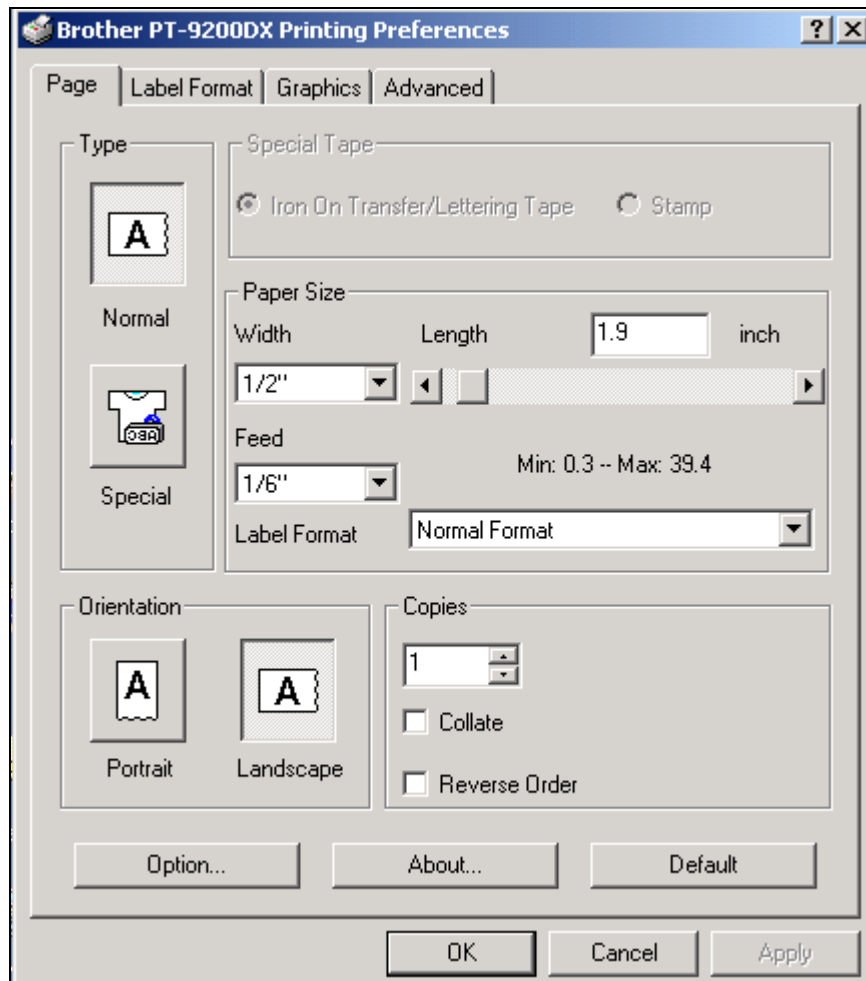 Brother PT-9200DX Printing Preferences
Page Label Format Graphics Advanced
Type
A
Normal
ABC
Special
Special Tape
Iron On Transfer/Lettering Tape Stamp
Paper Size
Width Length 1.9 inch
1/2"
Feed
1/6" Min: 0.3 -- Max: 39.4
Label Format Normal Format
Orientation
A A
Portrait Landscape
Copies
1
Collate
Reverse Order
Option... About... Default
OK Cancel Apply